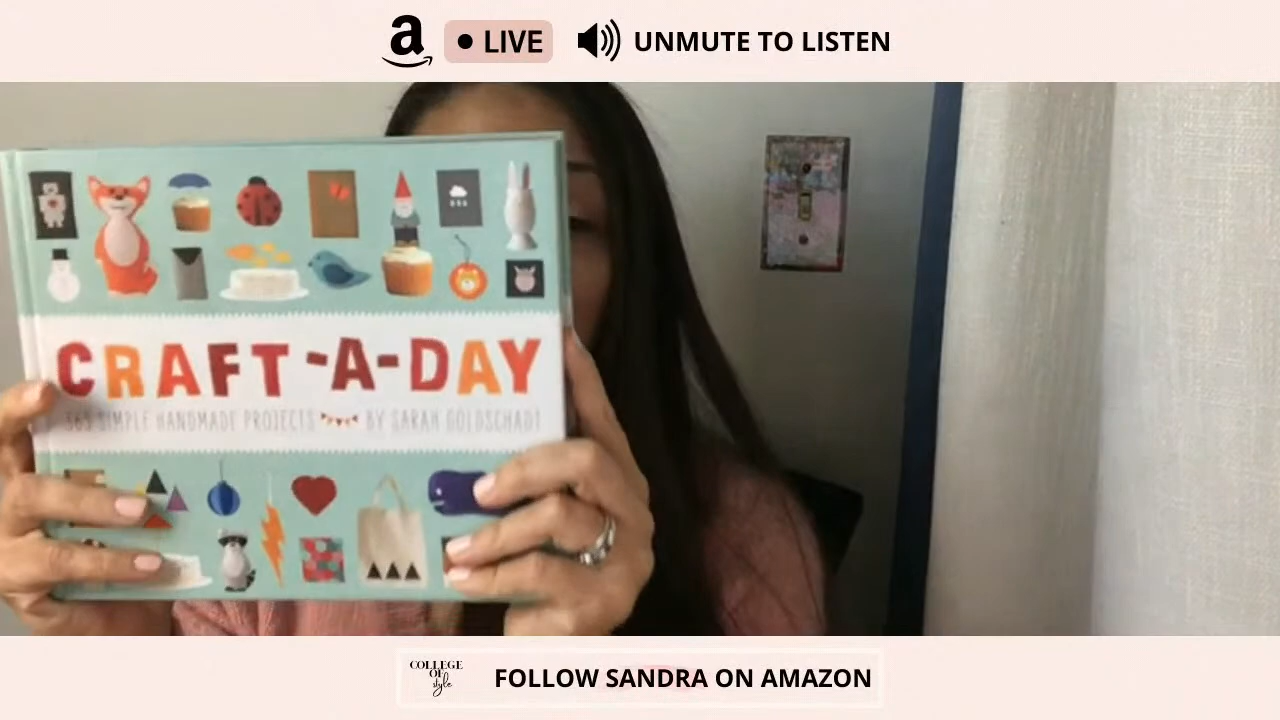 a LIVE UNMUTE TO LISTEN
CRAFT-A-DAY
365 SIMPLE HANDMADE PROJECTS BY SARAH GOLDSCHADT
COLLEGE
OF
style
FOLLOW SANDRA ON AMAZON